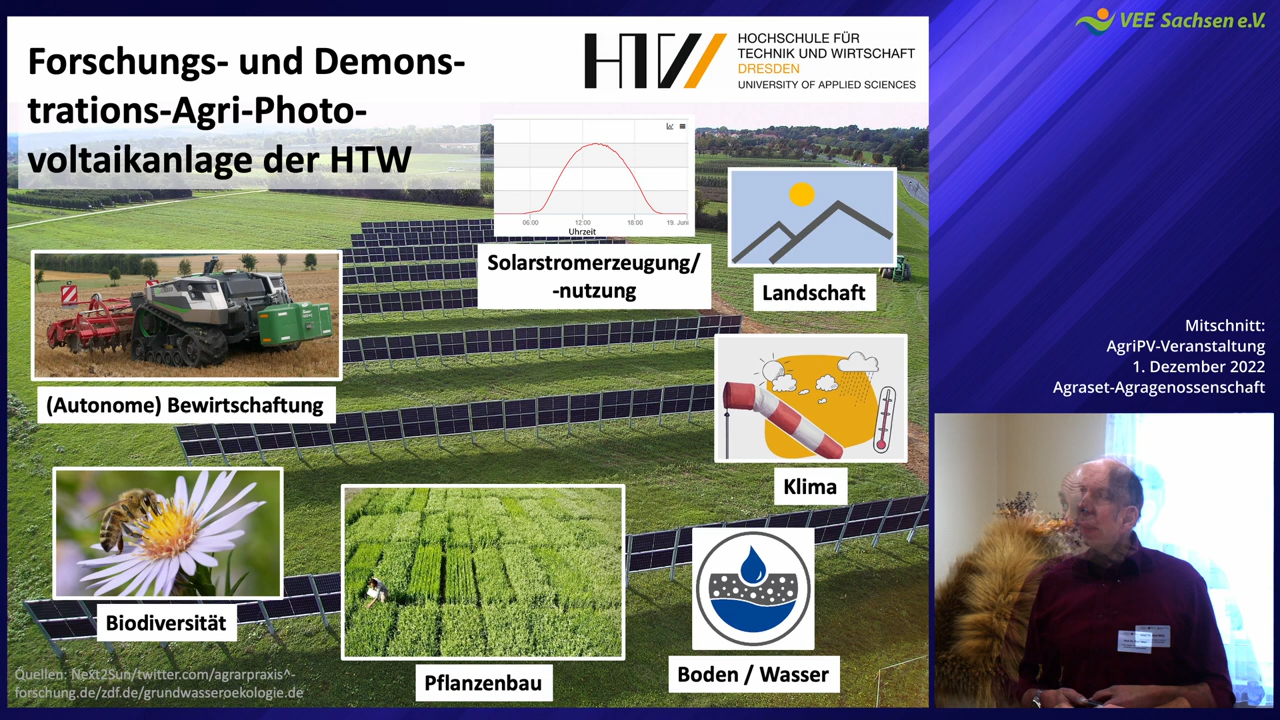 Forschungs- und Demons-
trations-Agri-Photo-
voltaikanlage der HTW
HTW
HOCHSCHULE FÜR
TECHNIK UND WIRTSCHAFT
DRESDEN
UNIVERSITY OF APPLIED SCIENCES
VEE Sachsen e.V.
06:00 12:00 18:00 19. Juni
Uhrzeit
Solarstromerzeugung/
-nutzung
Landschaft
(Autonome) Bewirtschaftung
Klima
Biodiversität
Pflanzenbau
Boden / Wasser
Quellen: Next2Sun/twitter.com/agrarpraxis^-
forschung.de/zdf.de/grundwasseroekologie.de
Mitschnitt:
AgriPV-Veranstaltung
1. Dezember 2022
Agraset-Agragenossenschaft